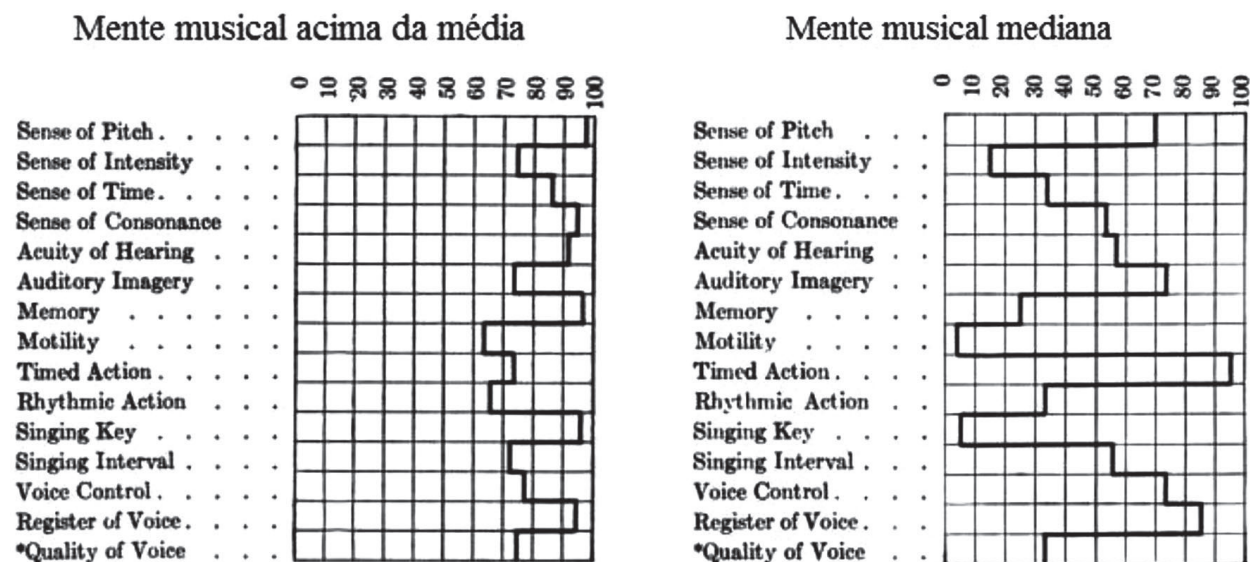 Mente musical acima da média
0 10 20 30 40 50 60 70 80 90 100
Sense of Pitch . . . . .
Sense of Intensity . . .
Sense of Time . . . . .
Sense of Consonance . .
Acuity of Hearing . . .
Auditory Imagery . . .
Memory . . . . . .
Motility . . . . . .
Timed Action . . . . .
Rhythmic Action . . .
Singing Key . . . . .
Singing Interval . . . .
Voice Control . . . . .
Register of Voice . . . .
*Quality of Voice . . .
Mente musical mediana
0 10 20 30 40 50 60 70 80 90 100
Sense of Pitch . . .
Sense of Intensity . .
Sense of Time . . . .
Sense of Consonance .
Acuity of Hearing . .
Auditory Imagery . .
Memory . . . . .
Motility . . . . .
Timed Action . . . .
Rhythmic Action . .
Singing Key . . . .
Singing Interval . . .
Voice Control . . . .
Register of Voice . . .
*Quality of Voice . .